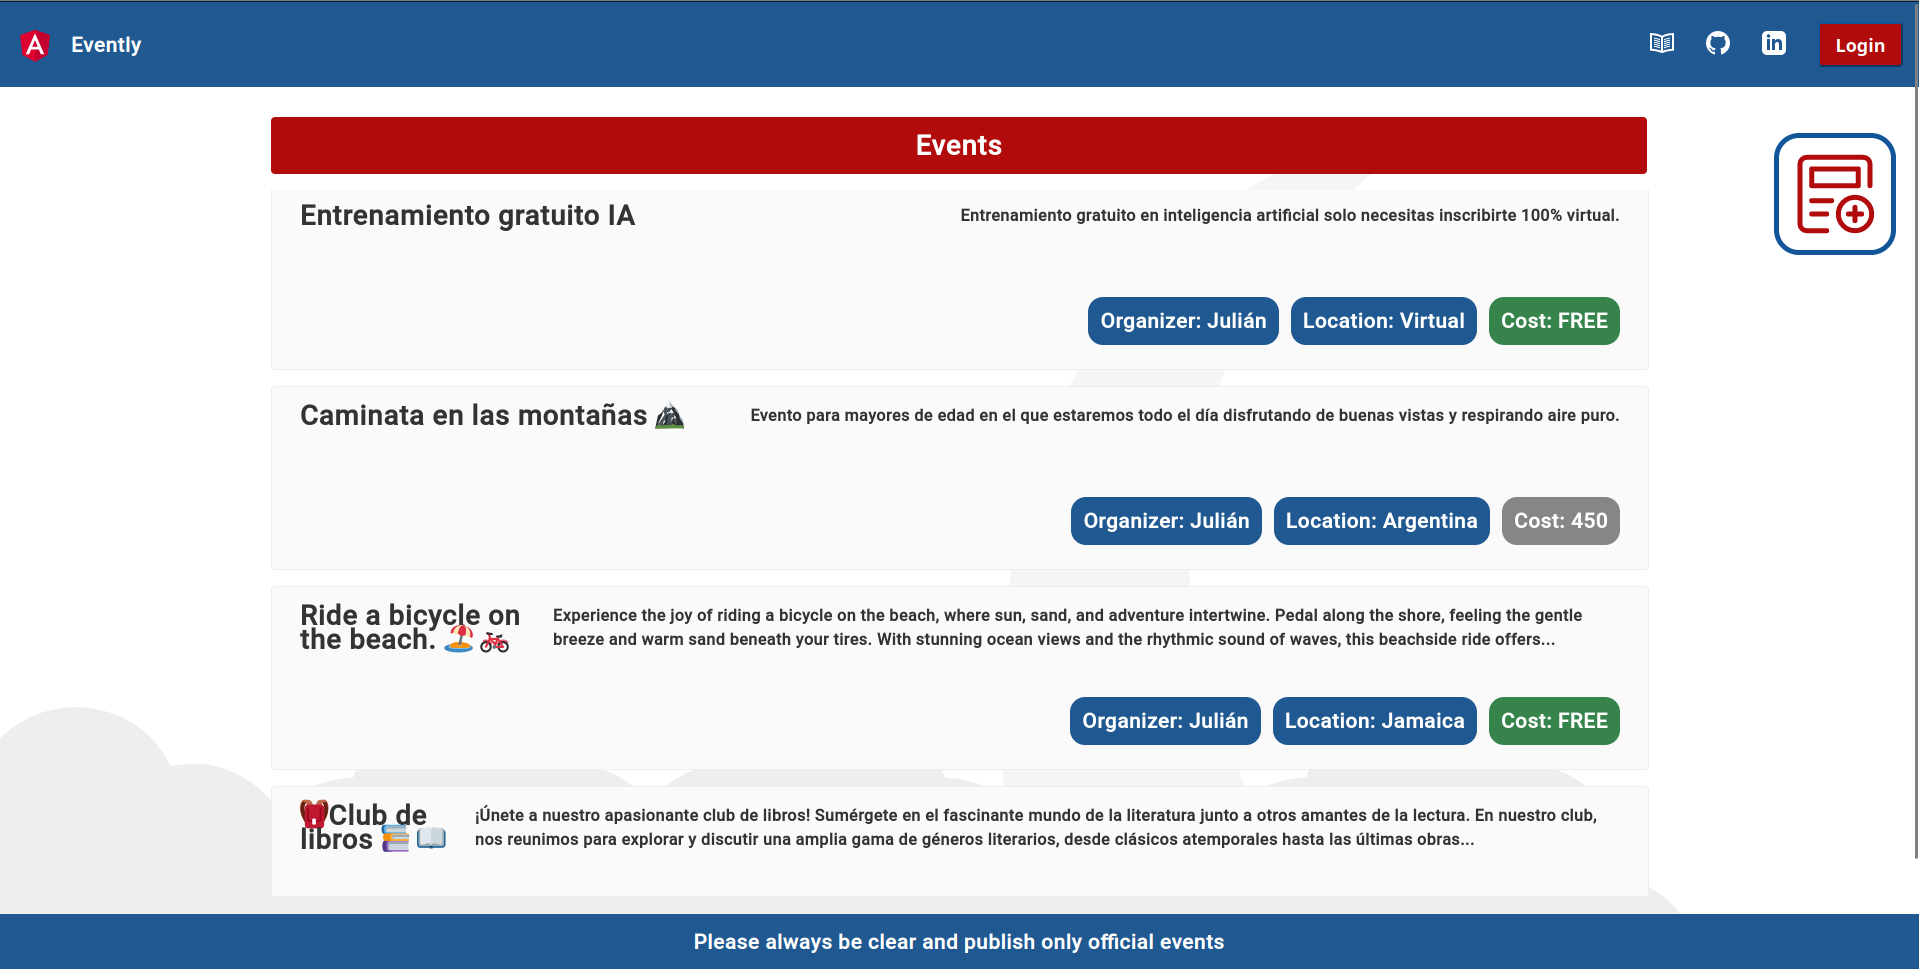 Evently
Login
Events
Entrenamiento gratuito IA
Entrenamiento gratuito en inteligencia artificial solo necesitas inscribirte 100% virtual.
Organizer: Julián
Location: Virtual
Cost: FREE
Caminata en las montañas
Evento para mayores de edad en el que estaremos todo el día disfrutando de buenas vistas y respirando aire puro.
Organizer: Julián
Location: Argentina
Cost: 450
Ride a bicycle on
the beach. 🏖️ 🚲
Experience the joy of riding a bicycle on the beach, where sun, sand, and adventure intertwine. Pedal along the shore, feeling the gentle
breeze and warm sand beneath your tires. With stunning ocean views and the rhythmic sound of waves, this beachside ride offers...
Organizer: Julián
Location: Jamaica
Cost: FREE
🎒Club de
libros 📚 📖
¡Únete a nuestro apasionante club de libros! Sumérgete en el fascinante mundo de la literatura junto a otros amantes de la lectura. En nuestro club,
nos reunimos para explorar y discutir una amplia gama de géneros literarios, desde clásicos atemporales hasta las últimas obras...
Please always be clear and publish only official events